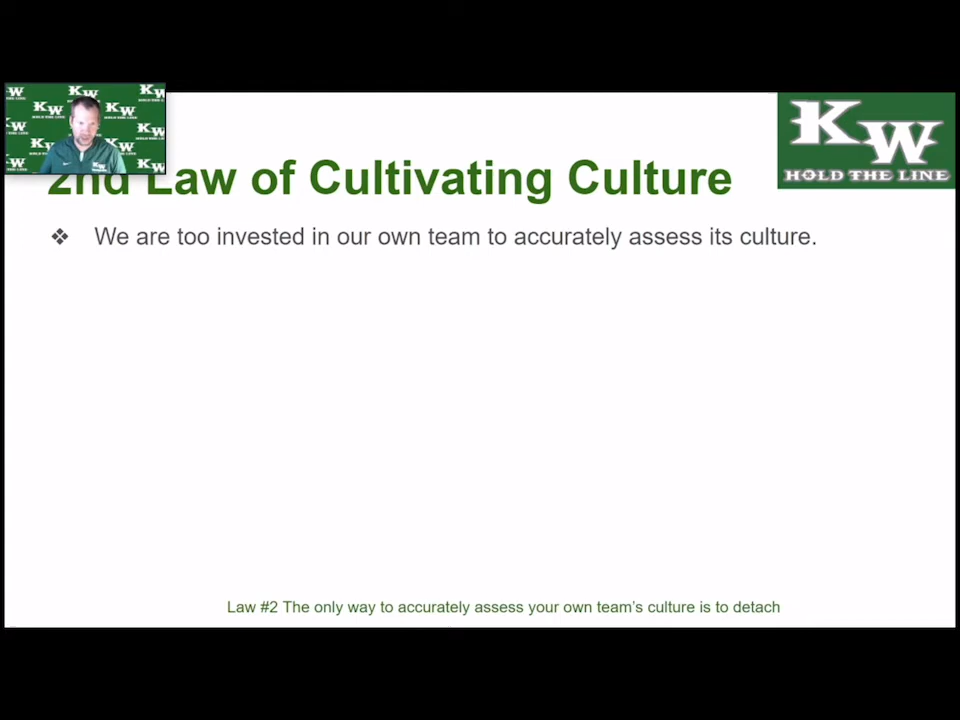 KW
HOLD THE LINE
2nd Law of Cultivating Culture
❖ We are too invested in our own team to accurately assess its culture.
Law #2 The only way to accurately assess your own team's culture is to detach